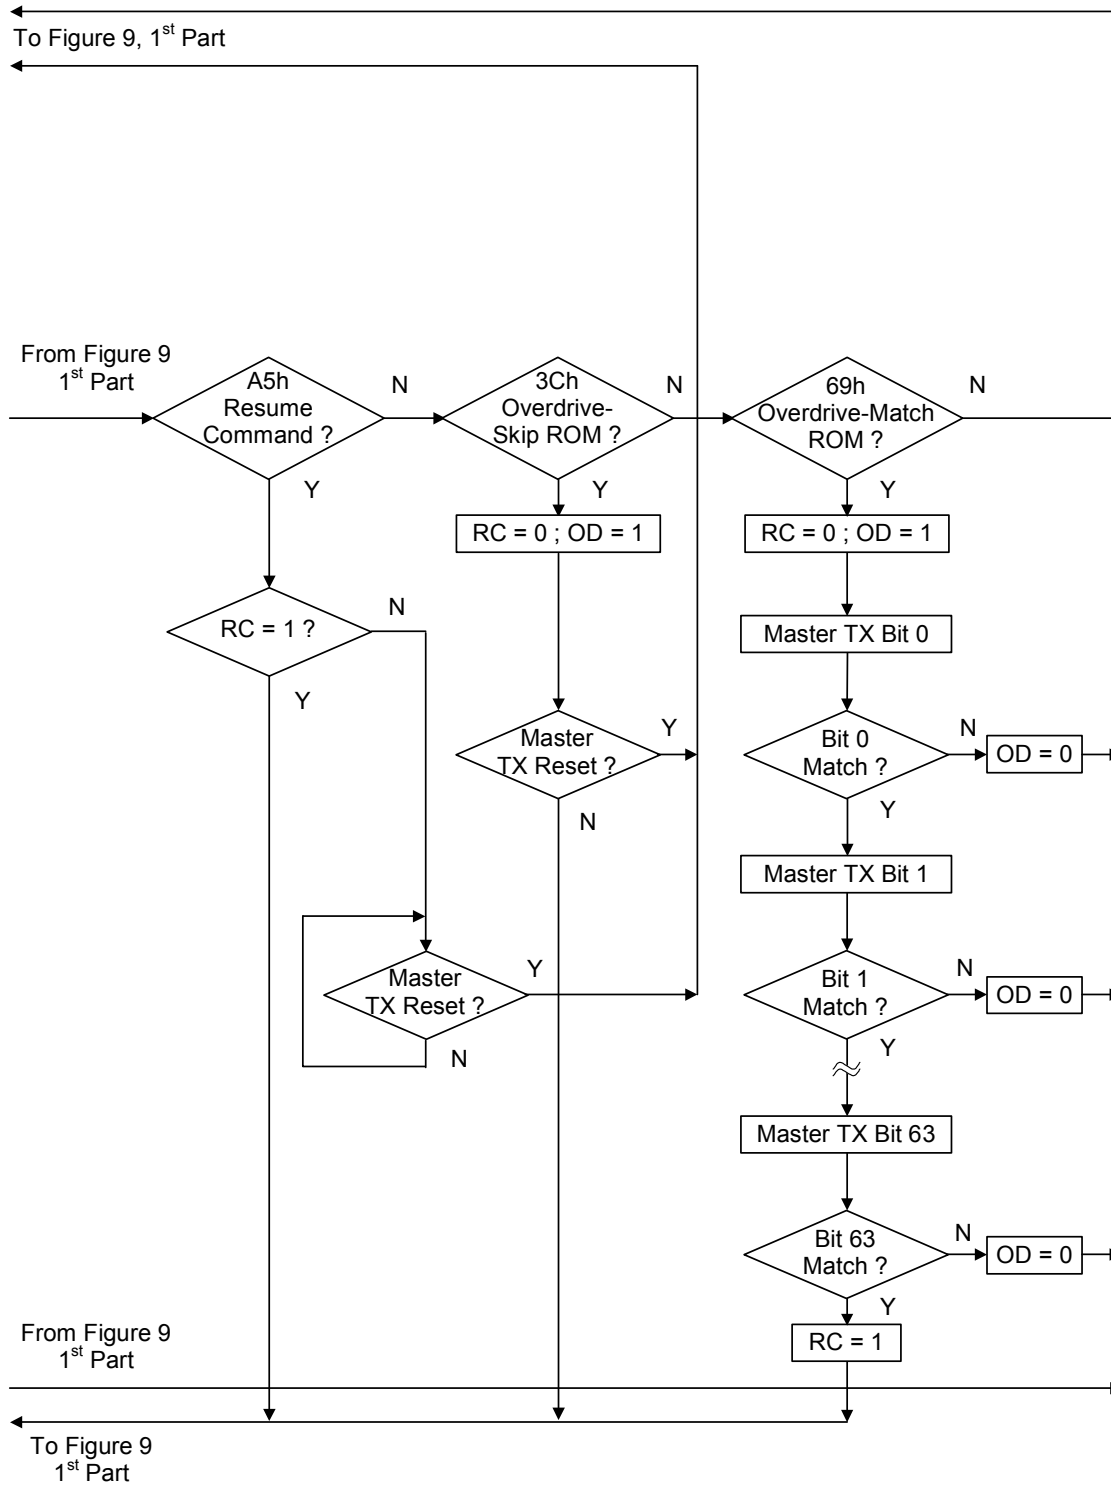 To Figure 9, 1st Part
From Figure 9
1st Part
A5h
Resume
Command ?
N
Y
3Ch
Overdrive-
Skip ROM ?
N
Y
69h
Overdrive-Match
ROM ?
N
Y
RC = 0 ; OD = 1
RC = 0 ; OD = 1
RC = 1 ?
N
Y
Master TX Bit 0
Master
TX Reset ?
Y
N
Bit 0
Match ?
N
OD = 0
Y
Master TX Bit 1
Master
TX Reset ?
Y
N
Bit 1
Match ?
N
OD = 0
Y
Master TX Bit 63
Bit 63
Match ?
N
OD = 0
Y
RC = 1
From Figure 9
1st Part
To Figure 9
1st Part